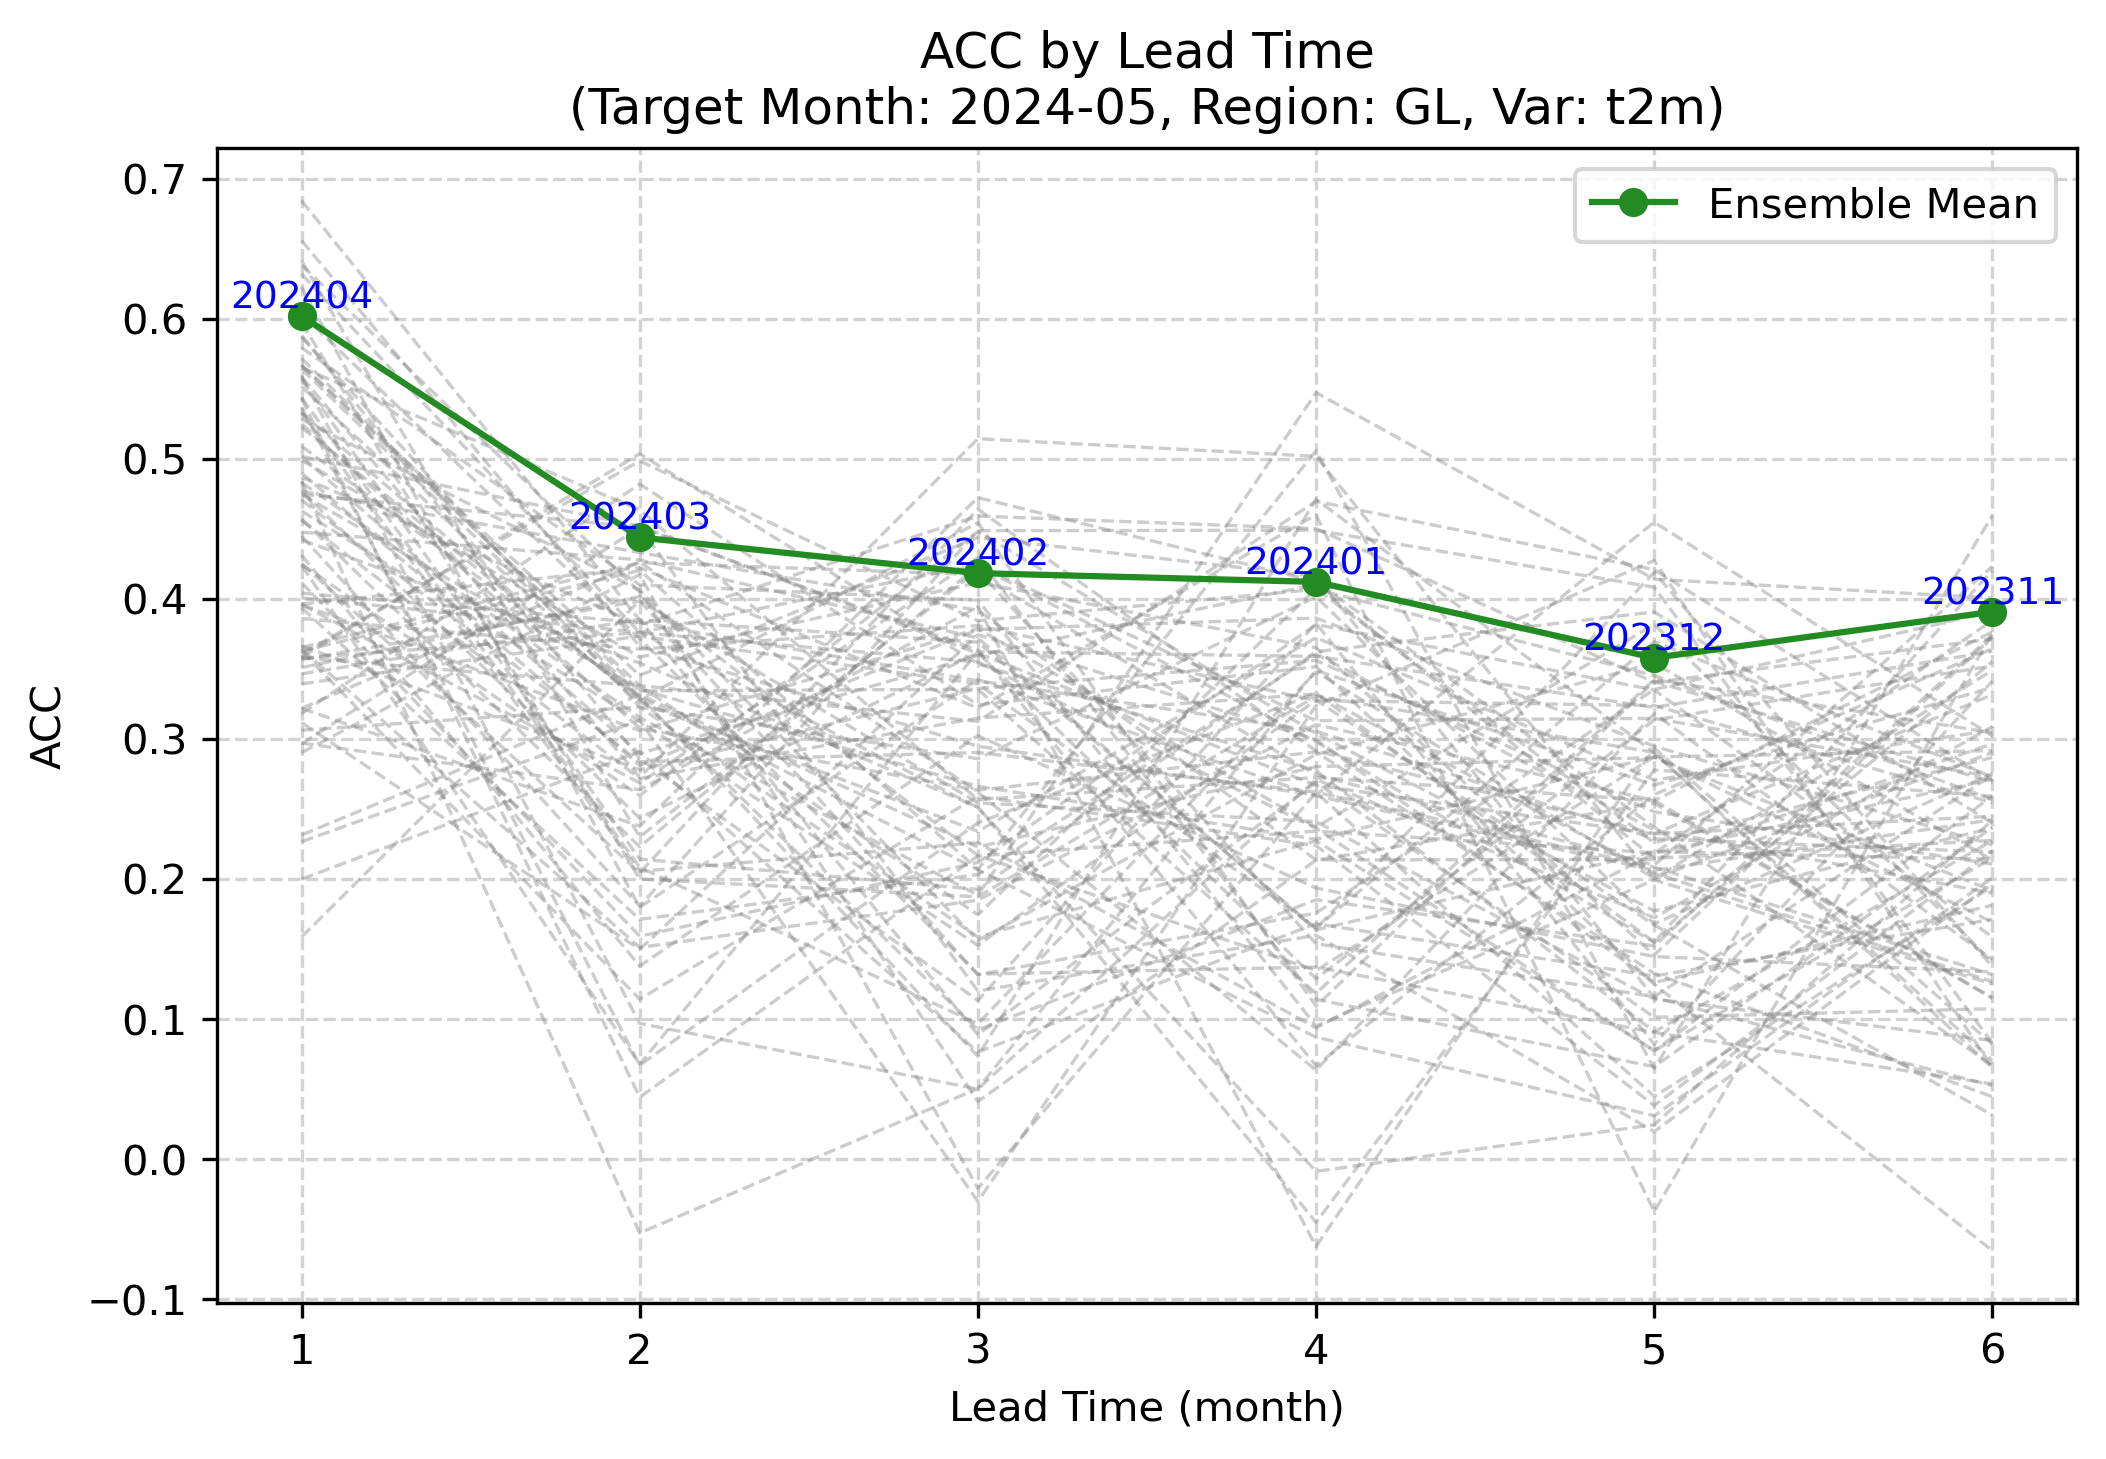 ACC by Lead Time
(Target Month: 2024-05, Region: GL, Var: t2m)
Ensemble Mean
0.7
0.6
0.5
0.4
0.3
0.2
0.1
0.0
−0.1
ACC
202404
202403
202402
202401
202312
202311
1 2 3 4 5 6
Lead Time (month)